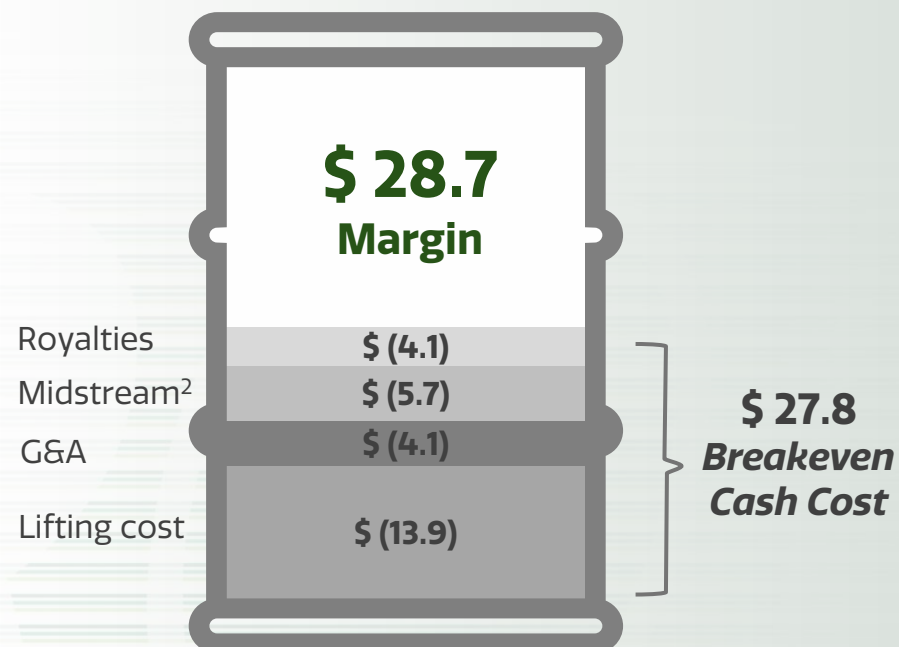 $ 28.7
Margin
Royalties $ (4.1)
Midstream² $ (5.7)
G&A $ (4.1)
Lifting cost $ (13.9)
$ 27.8
Breakeven
Cash Cost